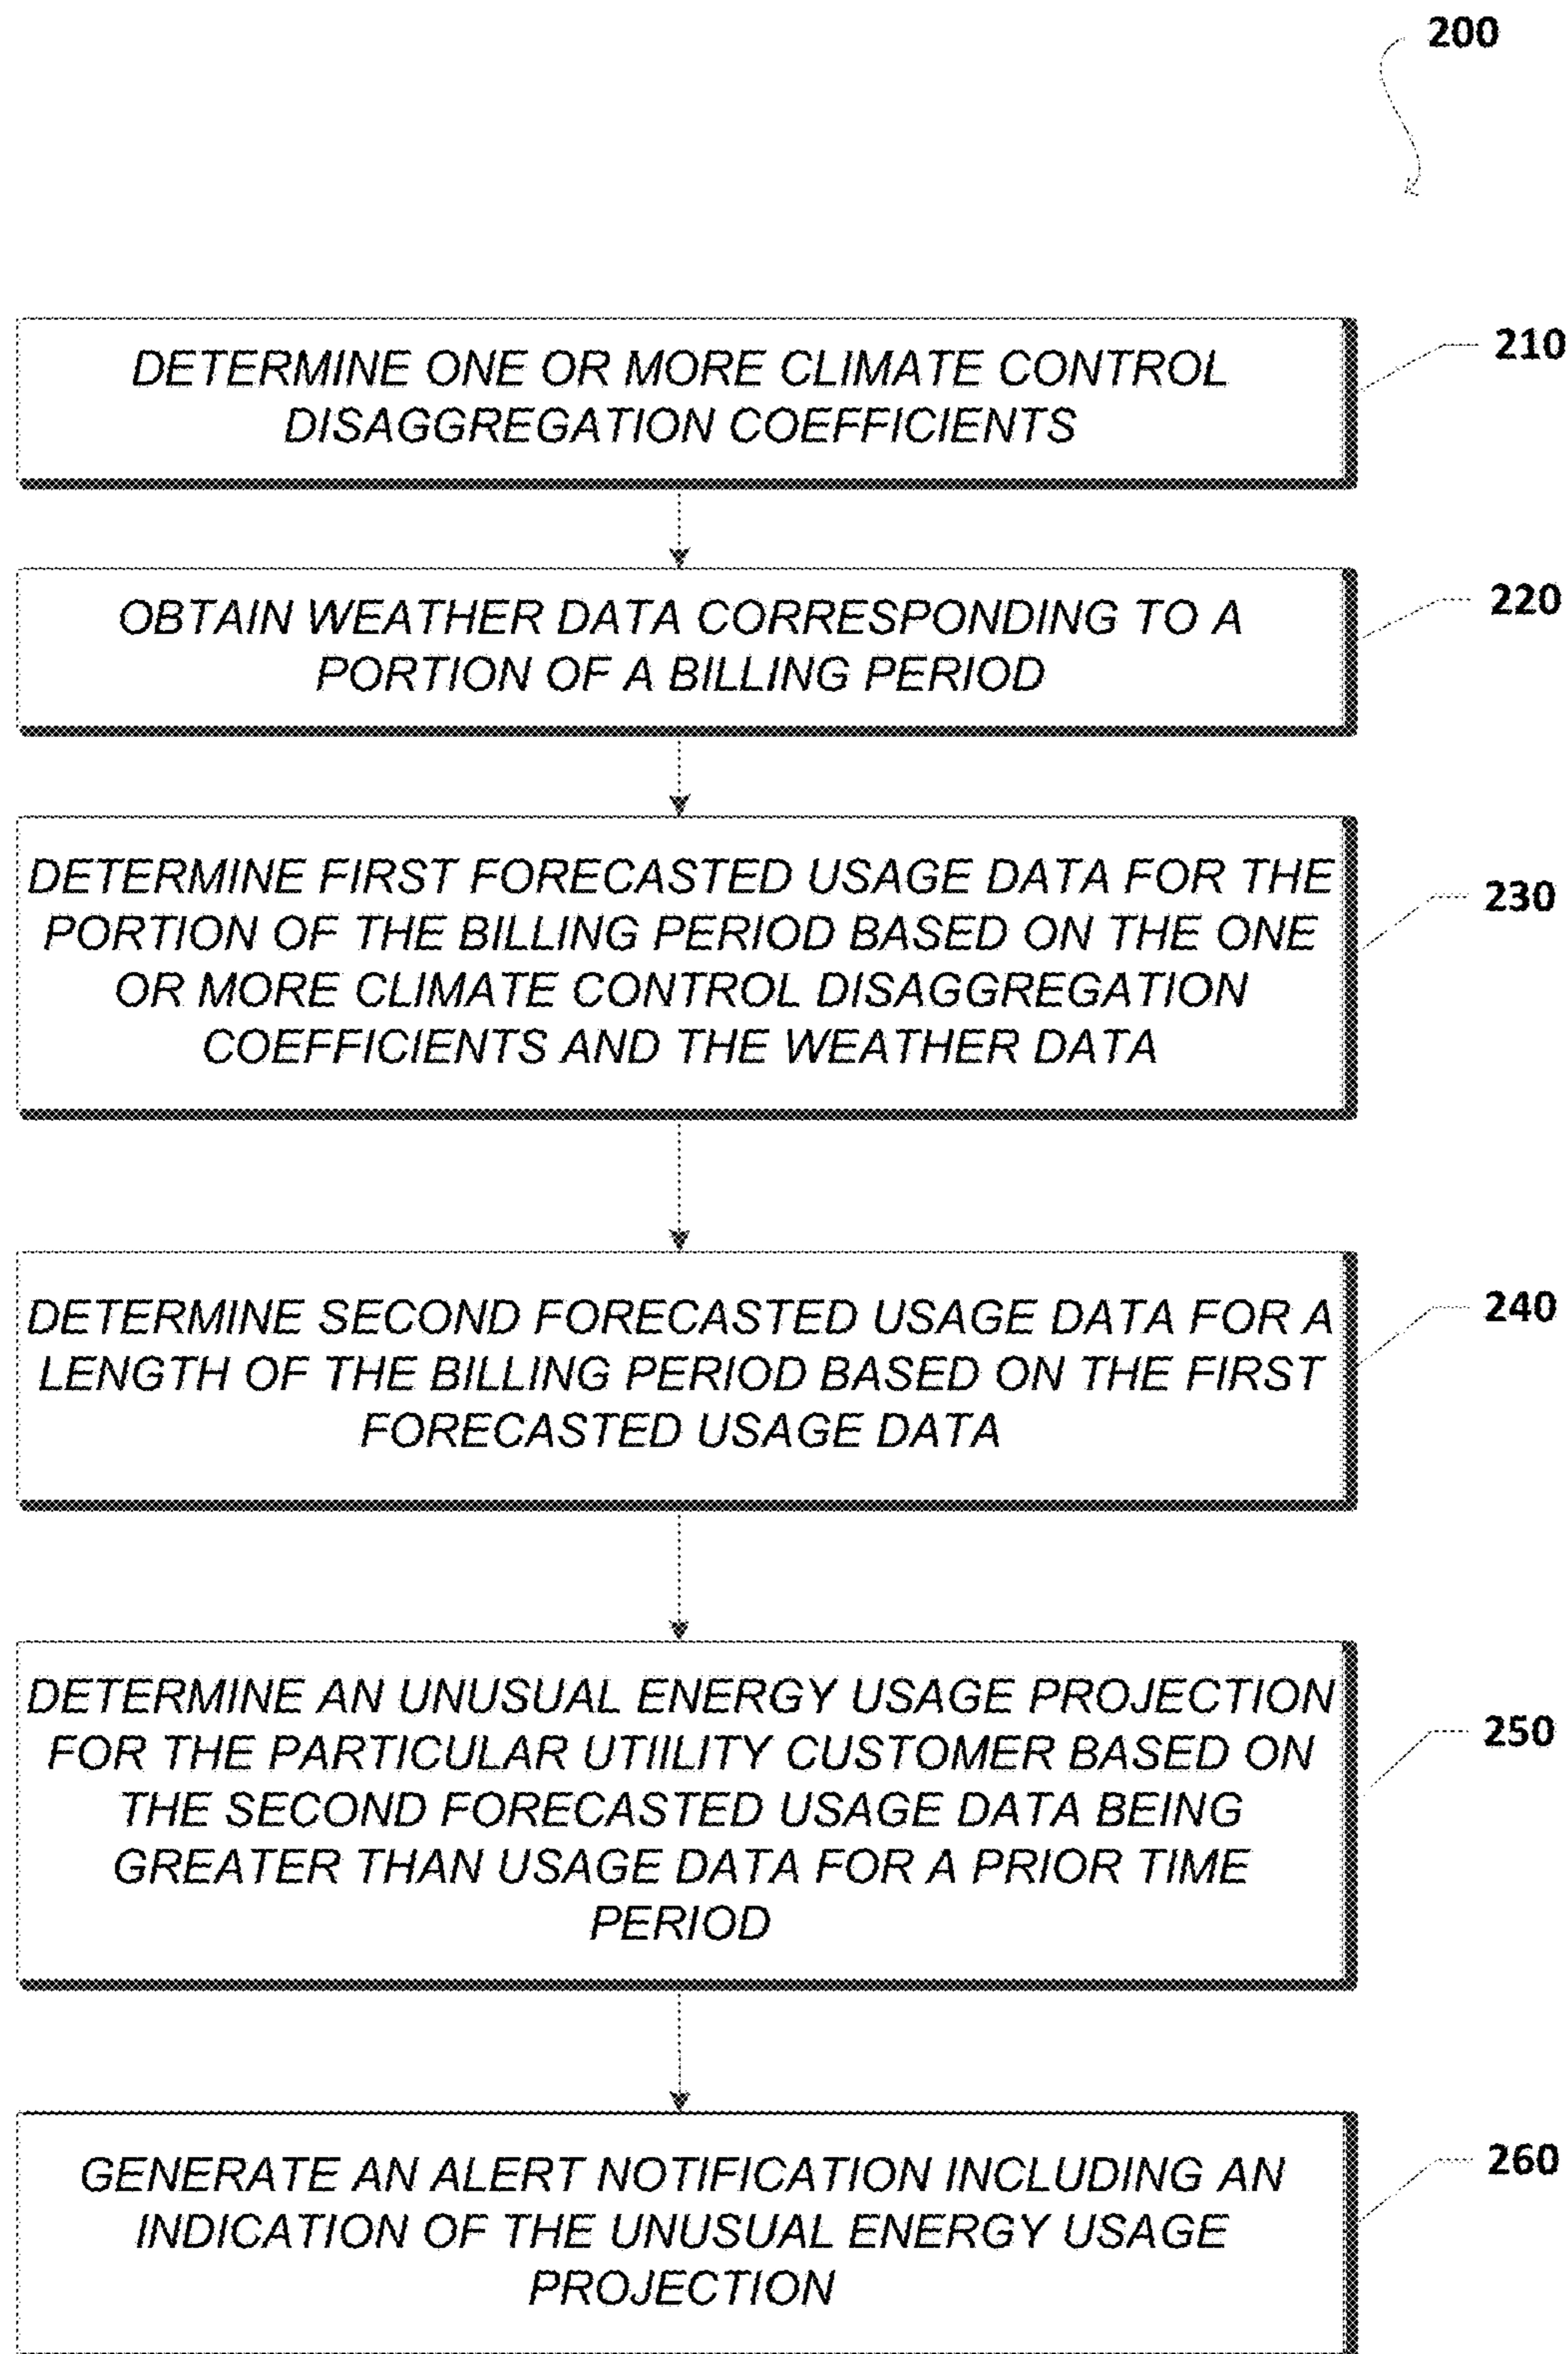 200
DETERMINE ONE OR MORE CLIMATE CONTROL
DISAGGREGATION COEFFICIENTS
210
OBTAIN WEATHER DATA CORRESPONDING TO A
PORTION OF A BILLING PERIOD
220
DETERMINE FIRST FORECASTED USAGE DATA FOR THE
PORTION OF THE BILLING PERIOD BASED ON THE ONE
OR MORE CLIMATE CONTROL DISAGGREGATION
COEFFICIENTS AND THE WEATHER DATA
230
DETERMINE SECOND FORECASTED USAGE DATA FOR A
LENGTH OF THE BILLING PERIOD BASED ON THE FIRST
FORECASTED USAGE DATA
240
DETERMINE AN UNUSUAL ENERGY USAGE PROJECTION
FOR THE PARTICULAR UTIILITY CUSTOMER BASED ON
THE SECOND FORECASTED USAGE DATA BEING
GREATER THAN USAGE DATA FOR A PRIOR TIME
PERIOD
250
GENERATE AN ALERT NOTIFICATION INCLUDING AN
INDICATION OF THE UNUSUAL ENERGY USAGE
PROJECTION
260